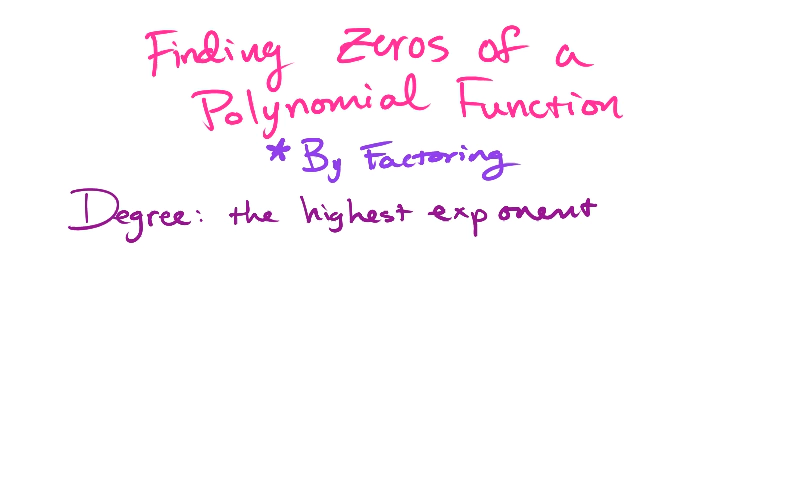 Finding Zeros of a
Polynomial Function
* By Factoring
Degree: the highest exponent